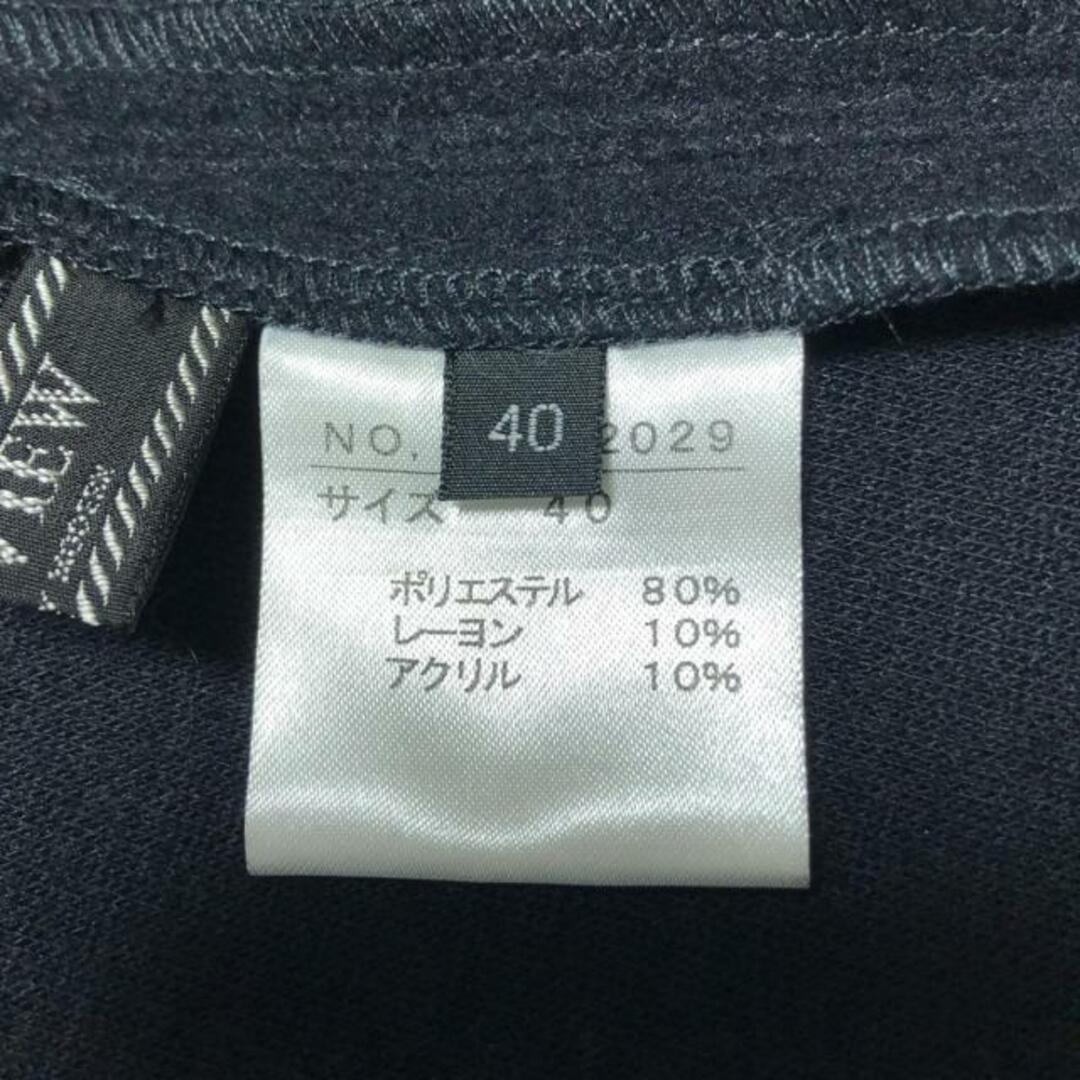 40
NO. 2029
サイズ 40
ポリエステル 80%
レーヨン 10%
アクリル 10%